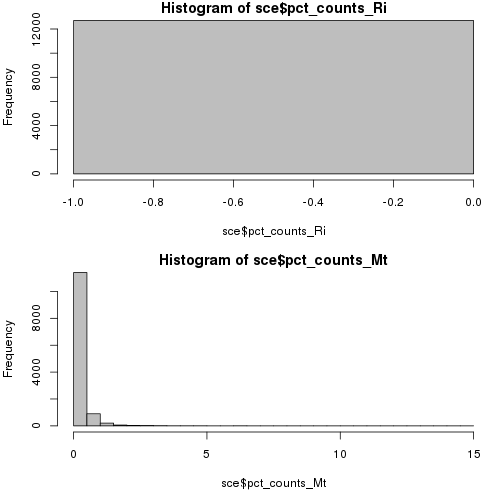 Histogram of sce$pct_counts_Ri
Frequency
12000
8000
4000
0
-1.0 -0.8 -0.6 -0.4 -0.2 0.0
sce$pct_counts_Ri
Histogram of sce$pct_counts_Mt
Frequency
8000
4000
0
0 5 10 15
sce$pct_counts_Mt